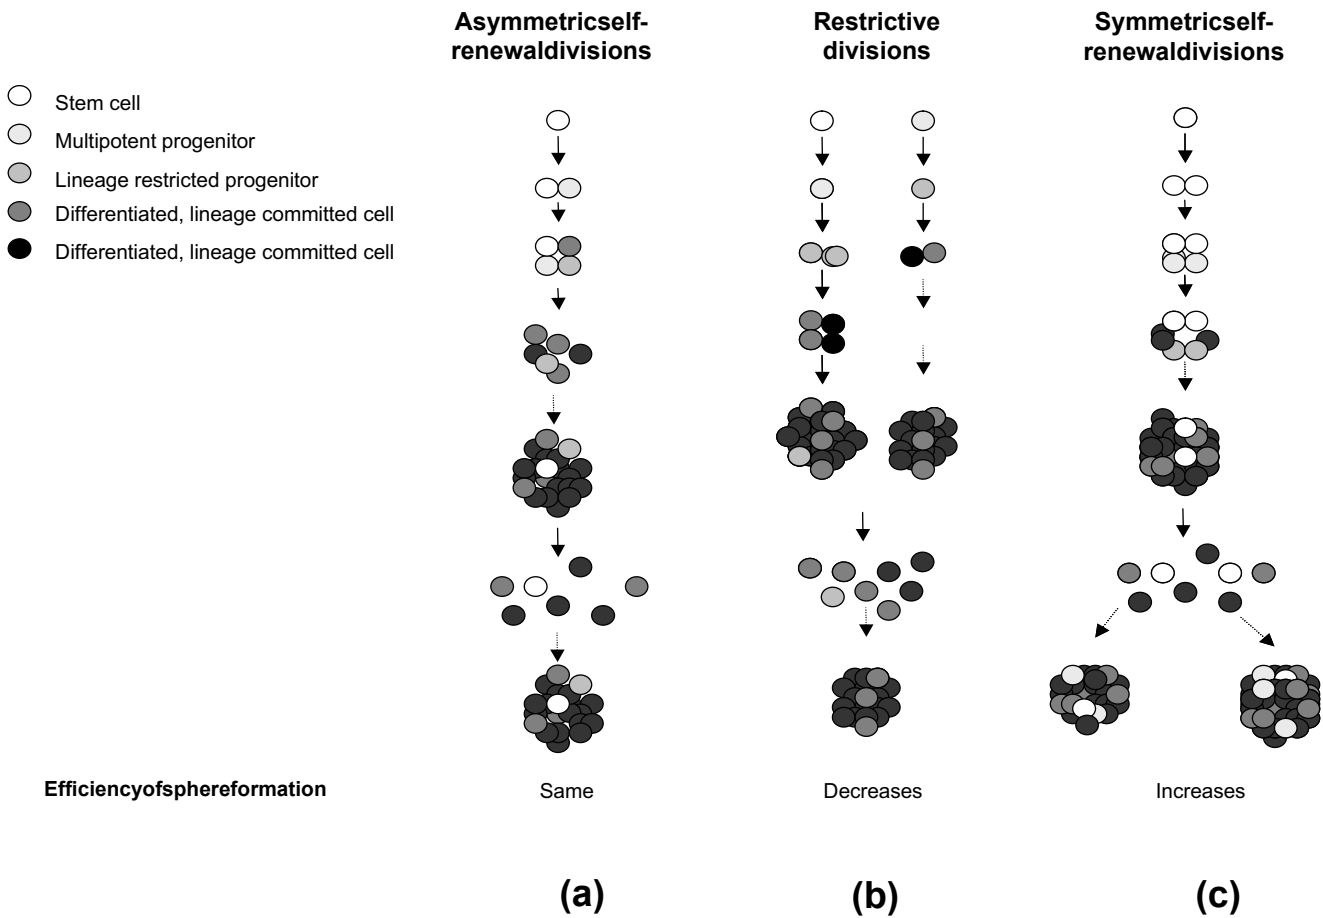 Asymmetricself-
renewaldivisions
Restrictive
divisions
Symmetricself-
renewaldivisions
Stem cell
Multipotent progenitor
Lineage restricted progenitor
Differentiated, lineage committed cell
Differentiated, lineage committed cell
Efficiencyofsphereformation
Same
Decreases
Increases
(a)
(b)
(c)